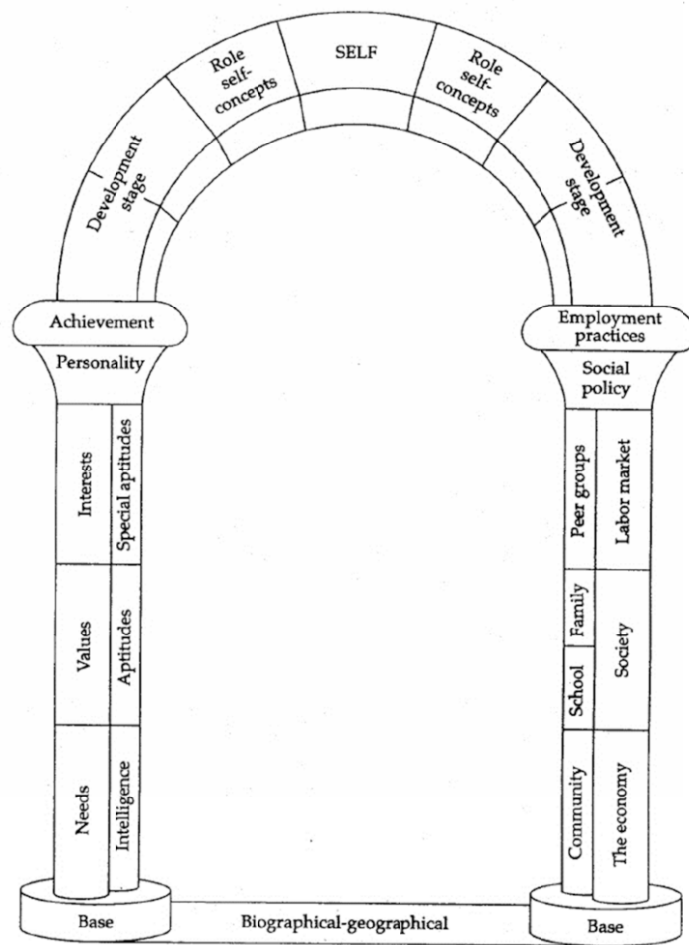 SELF
Role
self-
concepts
Role
self-
concepts
Development
stage
Development
stage
Achievement
Personality
Interests
Special aptitudes
Values
Aptitudes
Needs
Intelligence
Employment
practices
Social
policy
Peer groups
Labor market
Family
School
Society
Community
The economy
Base
Biographical-geographical
Base